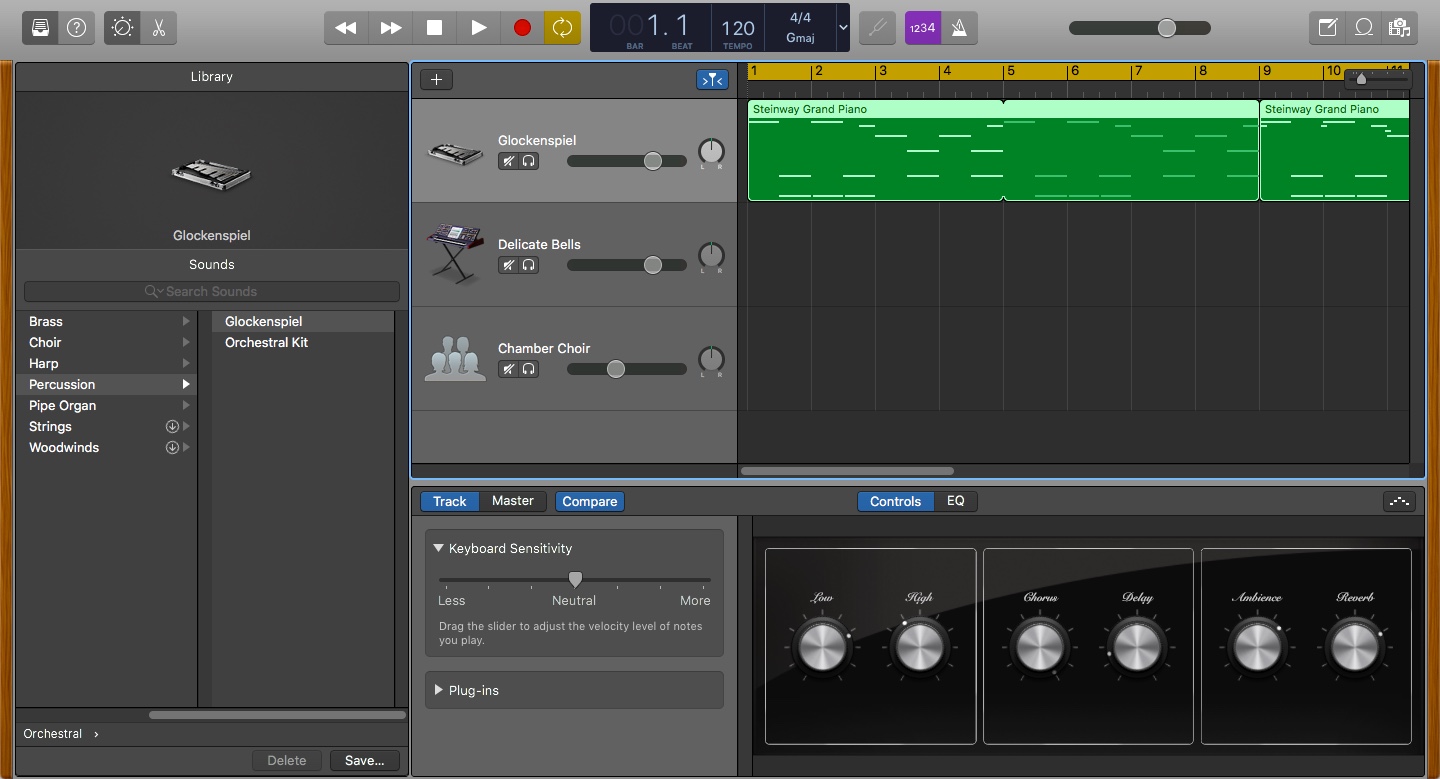 001.1
BAR
BEAT
120
TEMPO
4/4
Gmaj
1234
Library
Glockenspiel
Sounds
Search Sounds
Brass
Choir
Harp
Percussion
Pipe Organ
Strings
Woodwinds
Glockenspiel
Orchestral Kit
Orchestral ›
Delete
Save...
1 2 3 4 5 6 7 8 9 10 11
Glockenspiel
L R
Delicate Bells
L R
Chamber Choir
L R
Steinway Grand Piano
Steinway Grand Piano
Track
Master
Compare
Controls
EQ
Keyboard Sensitivity
Less Neutral More
Drag the slider to adjust the velocity level of notes
you play.
Plug-ins
Low High Chorus Delay Ambience Reverb